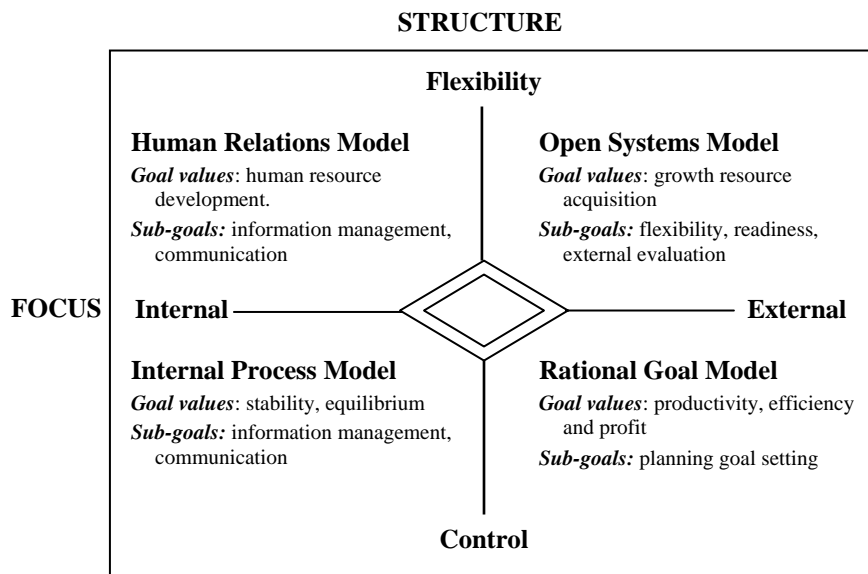 STRUCTURE
Flexibility
Human Relations Model
Goal values: human resource
development.
Sub-goals: information management,
communication
Open Systems Model
Goal values: growth resource
acquisition
Sub-goals: flexibility, readiness,
external evaluation
FOCUS
Internal
External
Internal Process Model
Goal values: stability, equilibrium
Sub-goals: information management,
communication
Rational Goal Model
Goal values: productivity, efficiency
and profit
Sub-goals: planning goal setting
Control